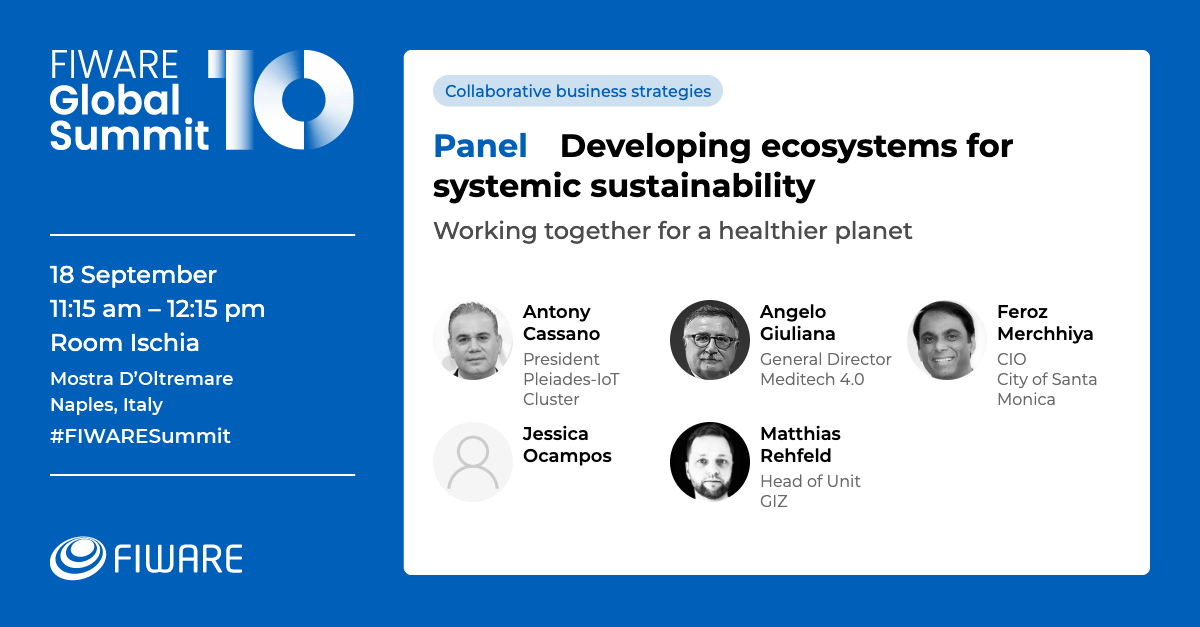 FIWARE
Global
Summit 10
18 September
11:15 am – 12:15 pm
Room Ischia
Mostra D’Oltremare
Naples, Italy
#FIWARESummit
FIWARE
Collaborative business strategies
Panel Developing ecosystems for
systemic sustainability
Working together for a healthier planet
Antony
Cassano
President
Pleiades-IoT
Cluster
Angelo
Giuliana
General Director
Meditech 4.0
Feroz
Merchhiya
CIO
City of Santa
Monica
Jessica
Ocampos
Matthias
Rehfeld
Head of Unit
GIZ